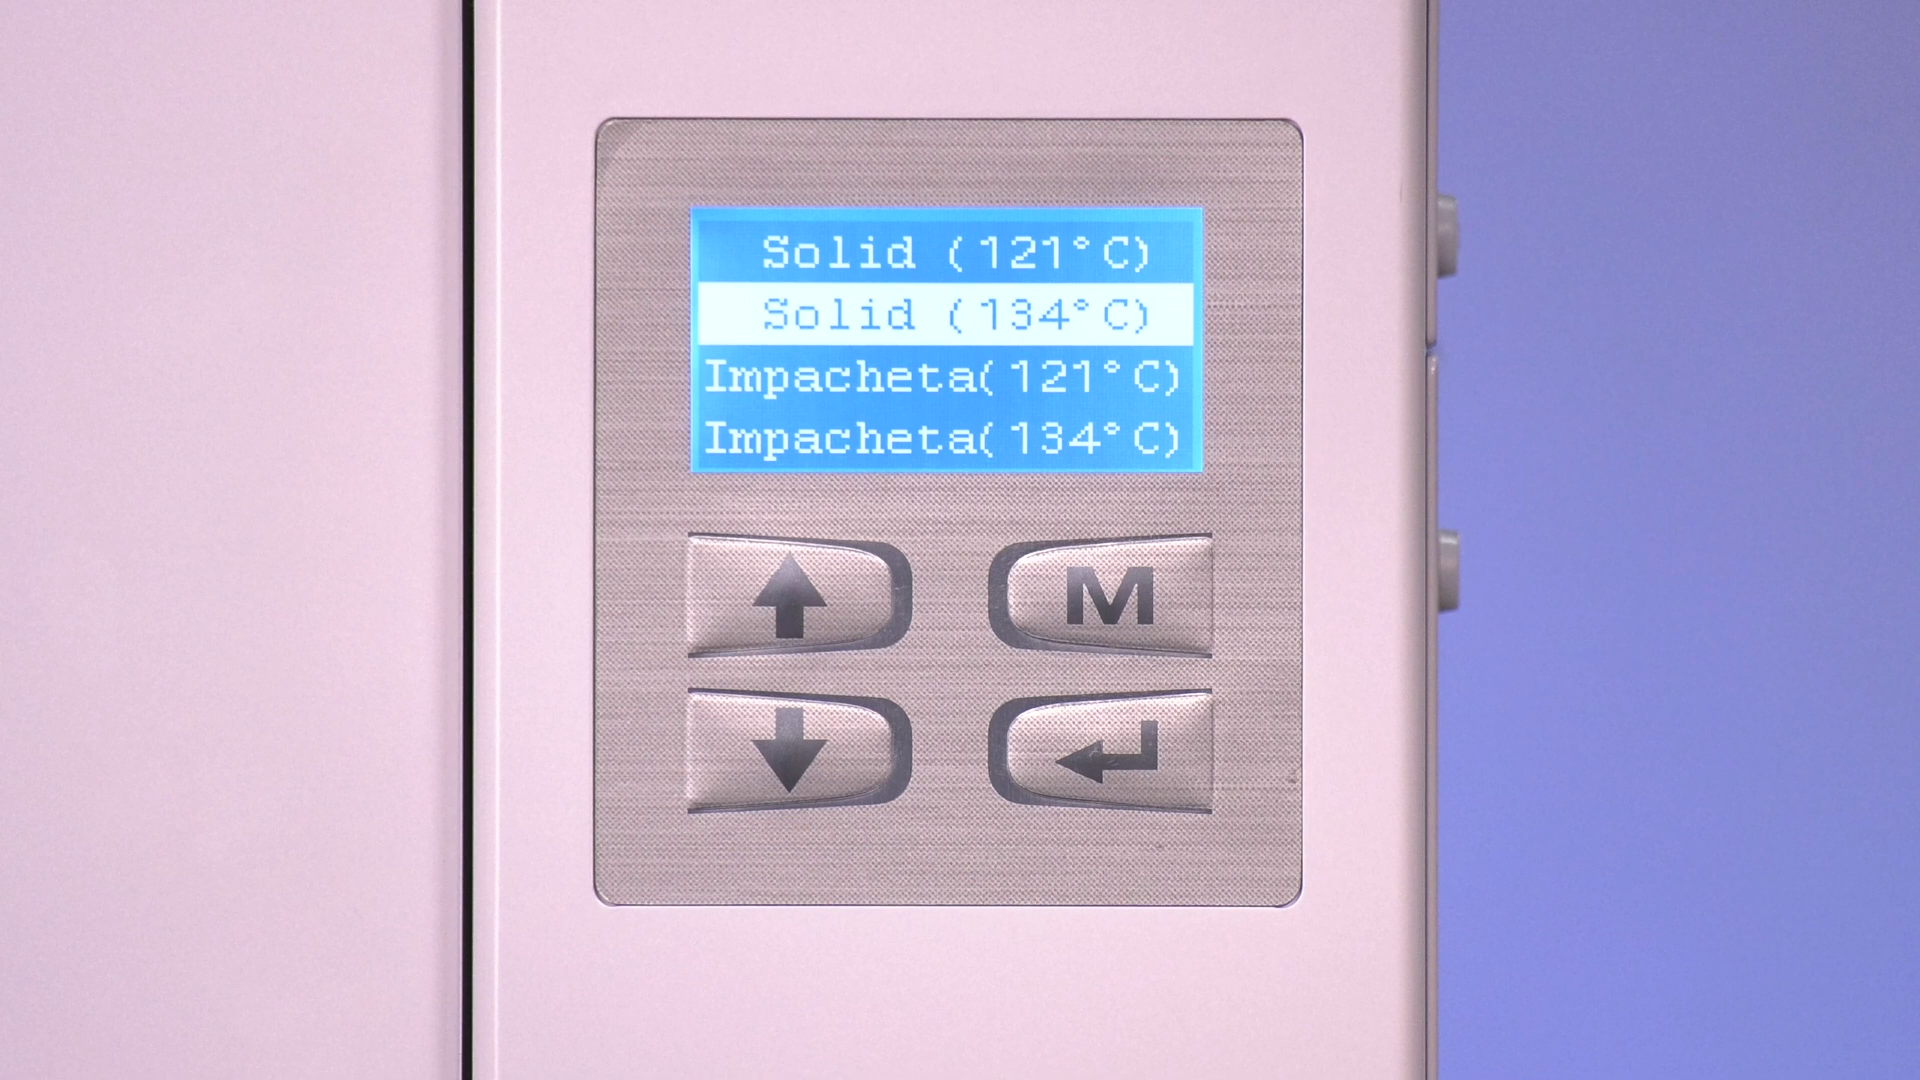 Solid (121°C)
Solid (134°C)
Impacheta(121°C)
Impacheta(134°C)
M